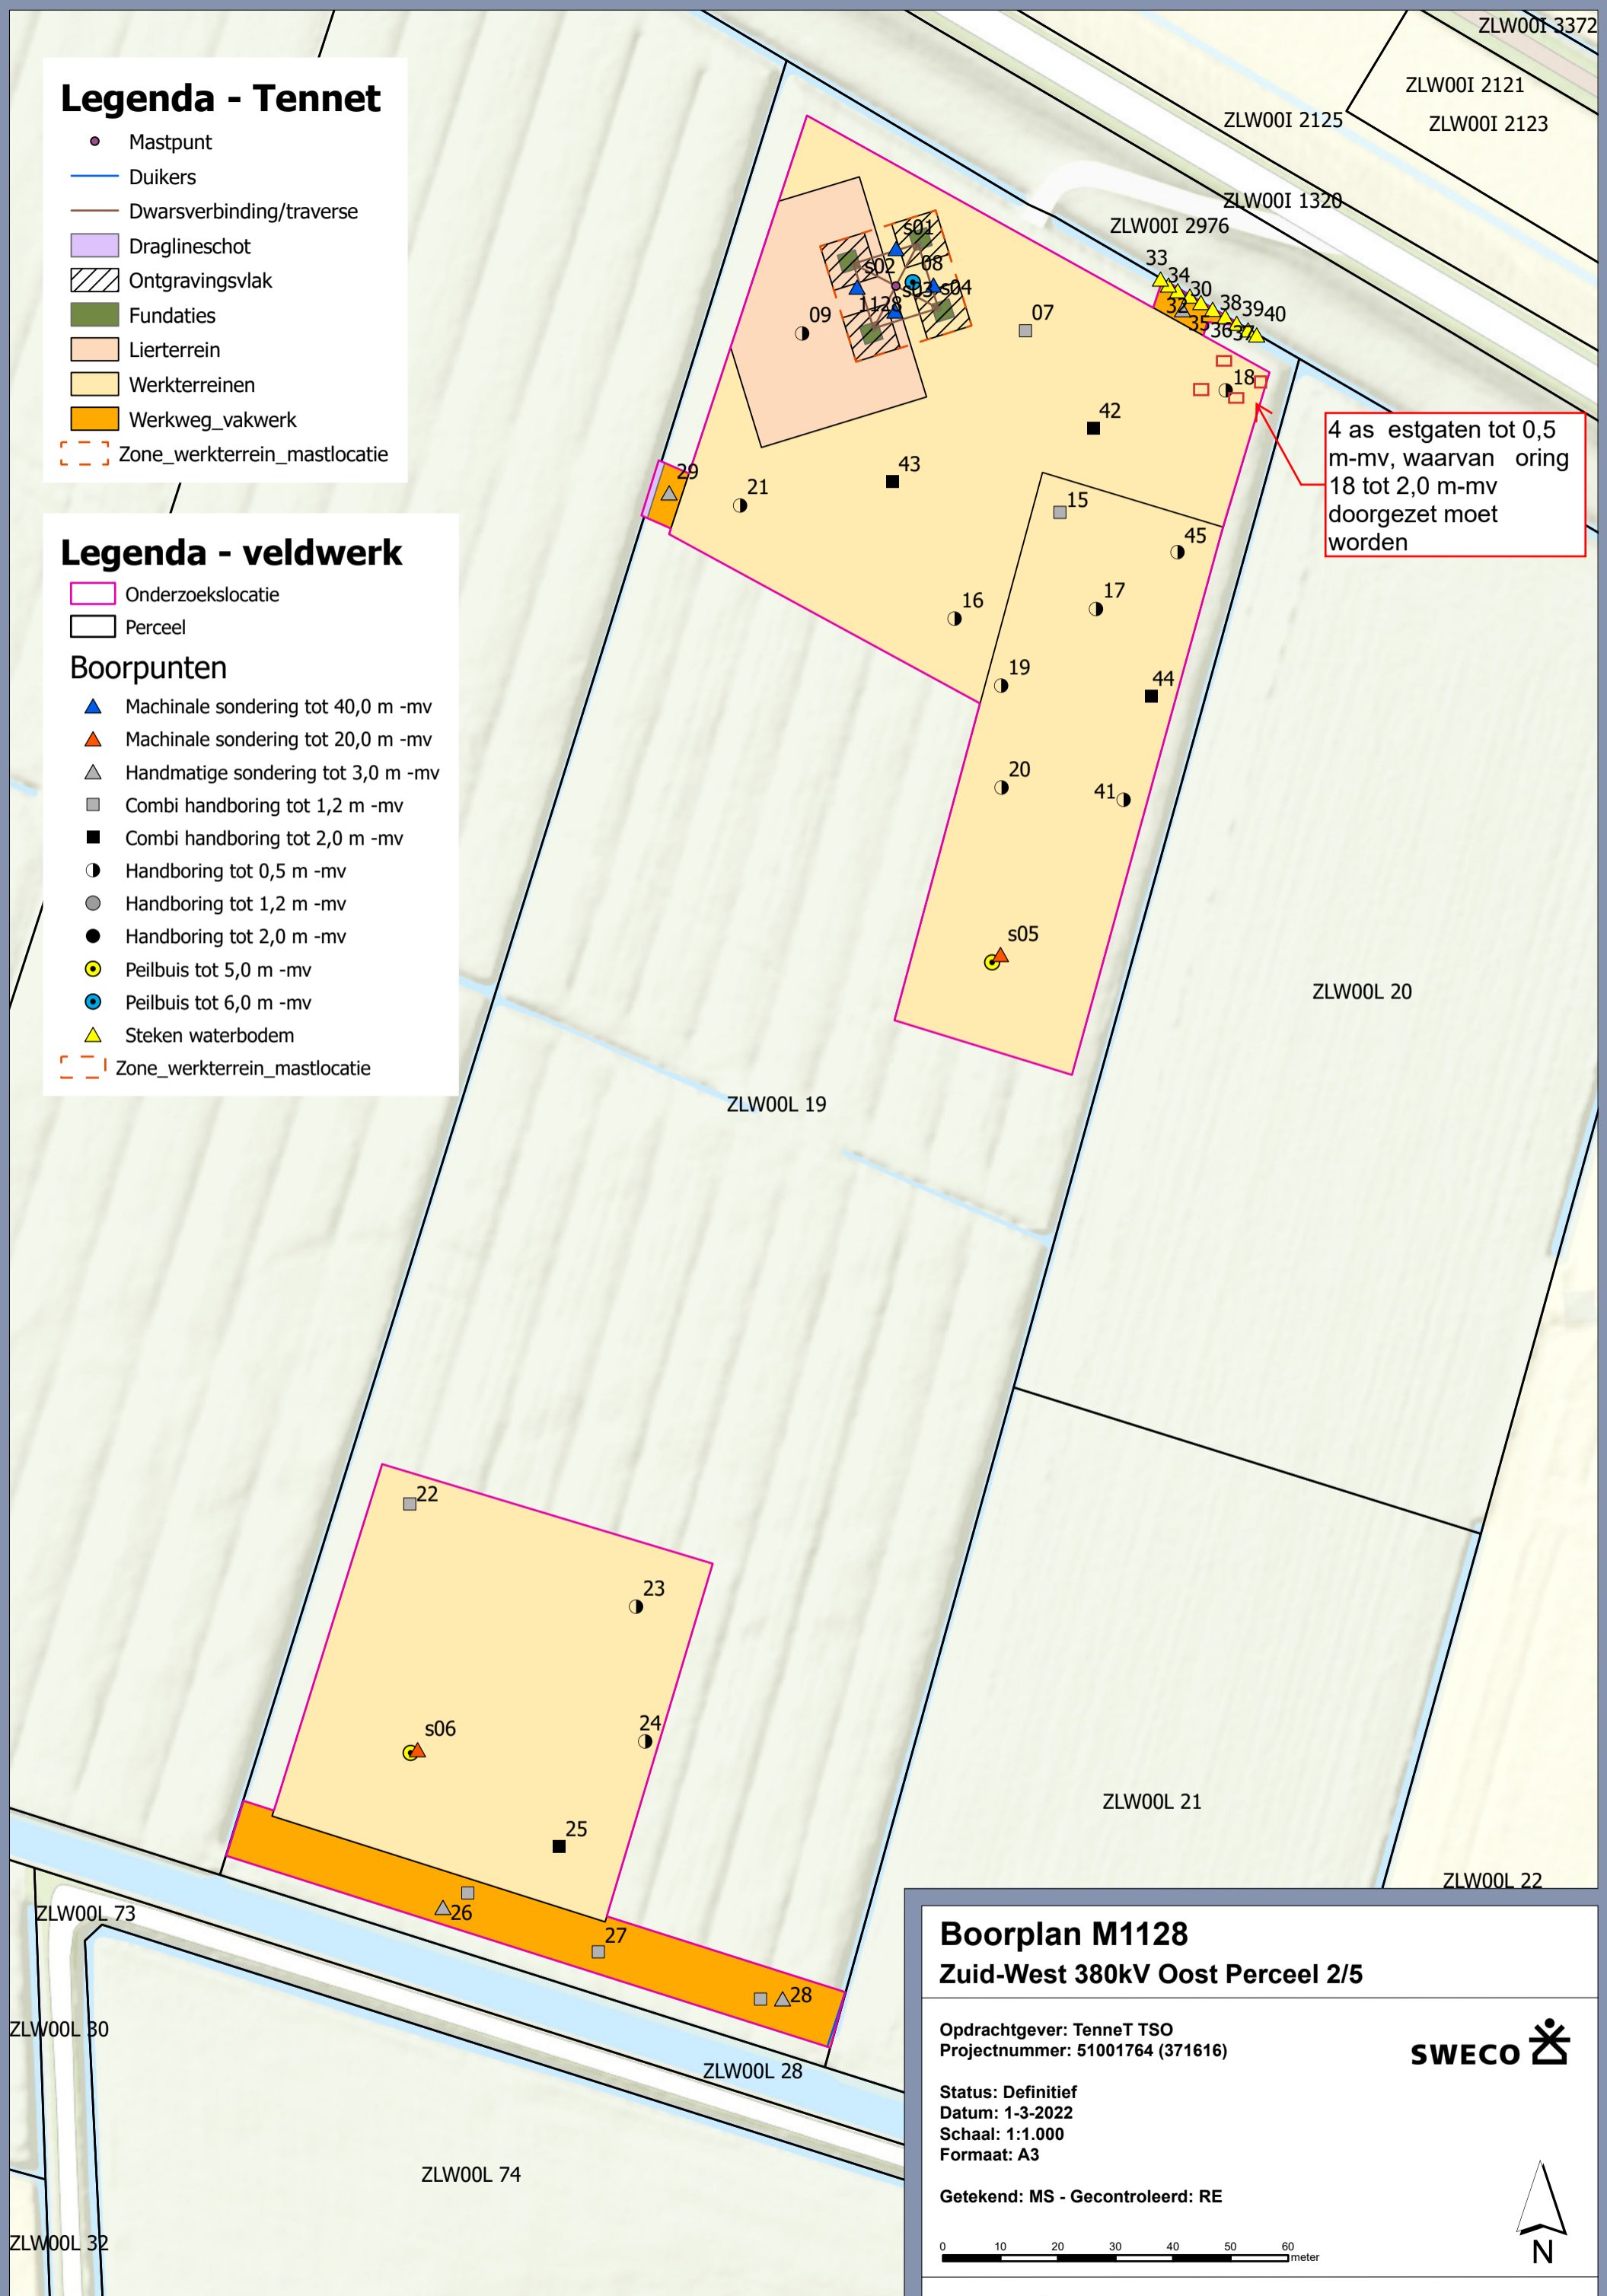 Legenda - Tennet
Mastpunt
Duikers
Dwarsverbinding/traverse
Draglineschot
Ontgravingsvlak
Fundaties
Lierterrein
Werkterreinen
Werkweg_vakwerk
Zone_werkterrein_mastlocatie
Legenda - veldwerk
Onderzoekslocatie
Perceel
Boorpunten
Machinale sondering tot 40,0 m -mv
Machinale sondering tot 20,0 m -mv
Handmatige sondering tot 3,0 m -mv
Combi handboring tot 1,2 m -mv
Combi handboring tot 2,0 m -mv
Handboring tot 0,5 m -mv
Handboring tot 1,2 m -mv
Handboring tot 2,0 m -mv
Peilbuis tot 5,0 m -mv
Peilbuis tot 6,0 m -mv
Steken waterbodem
Zone_werkterrein_mastlocatie
ZLW00I 3372
ZLW00I 2121
ZLW00I 2125
ZLW00I 2123
ZLW00I 1320
ZLW00I 2976
s01
s02
08
s03
s04
1128
09
07
33
34
30
32
35
38
39
40
36
37
18
42
43
29
21
15
45
17
16
19
44
20
41
s05
4 as  estgaten tot 0,5
m-mv, waarvan   oring
18 tot 2,0 m-mv
doorgezet moet
worden
ZLW00L 20
ZLW00L 19
22
23
24
s06
25
26
27
28
ZLW00L 21
ZLW00L 22
ZLW00L 73
ZLW00L 30
ZLW00L 28
ZLW00L 74
ZLW00L 32
Boorplan M1128
Zuid-West 380kV Oost Perceel 2/5
Opdrachtgever: TenneT TSO
Projectnummer: 51001764 (371616)
SWECO
Status: Definitief
Datum: 1-3-2022
Schaal: 1:1.000
Formaat: A3
Getekend: MS - Gecontroleerd: RE
0 10 20 30 40 50 60
meter
N